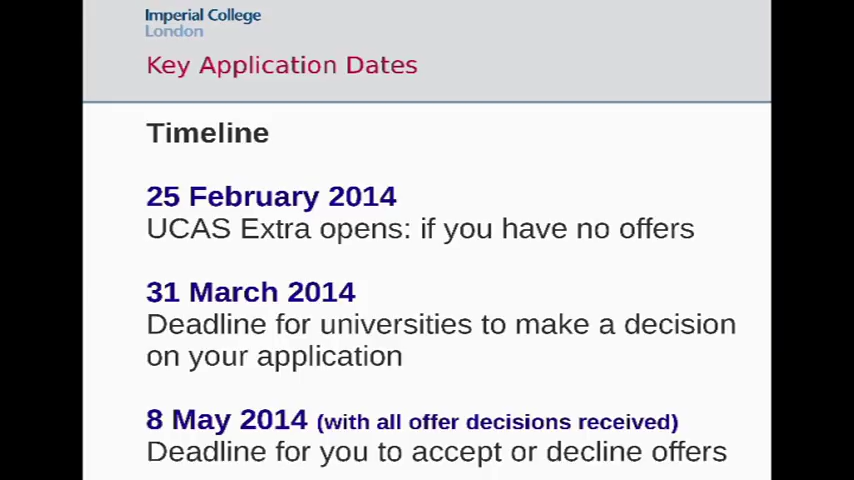 Imperial College
London
Key Application Dates
Timeline
25 February 2014
UCAS Extra opens: if you have no offers
31 March 2014
Deadline for universities to make a decision
on your application
8 May 2014 (with all offer decisions received)
Deadline for you to accept or decline offers